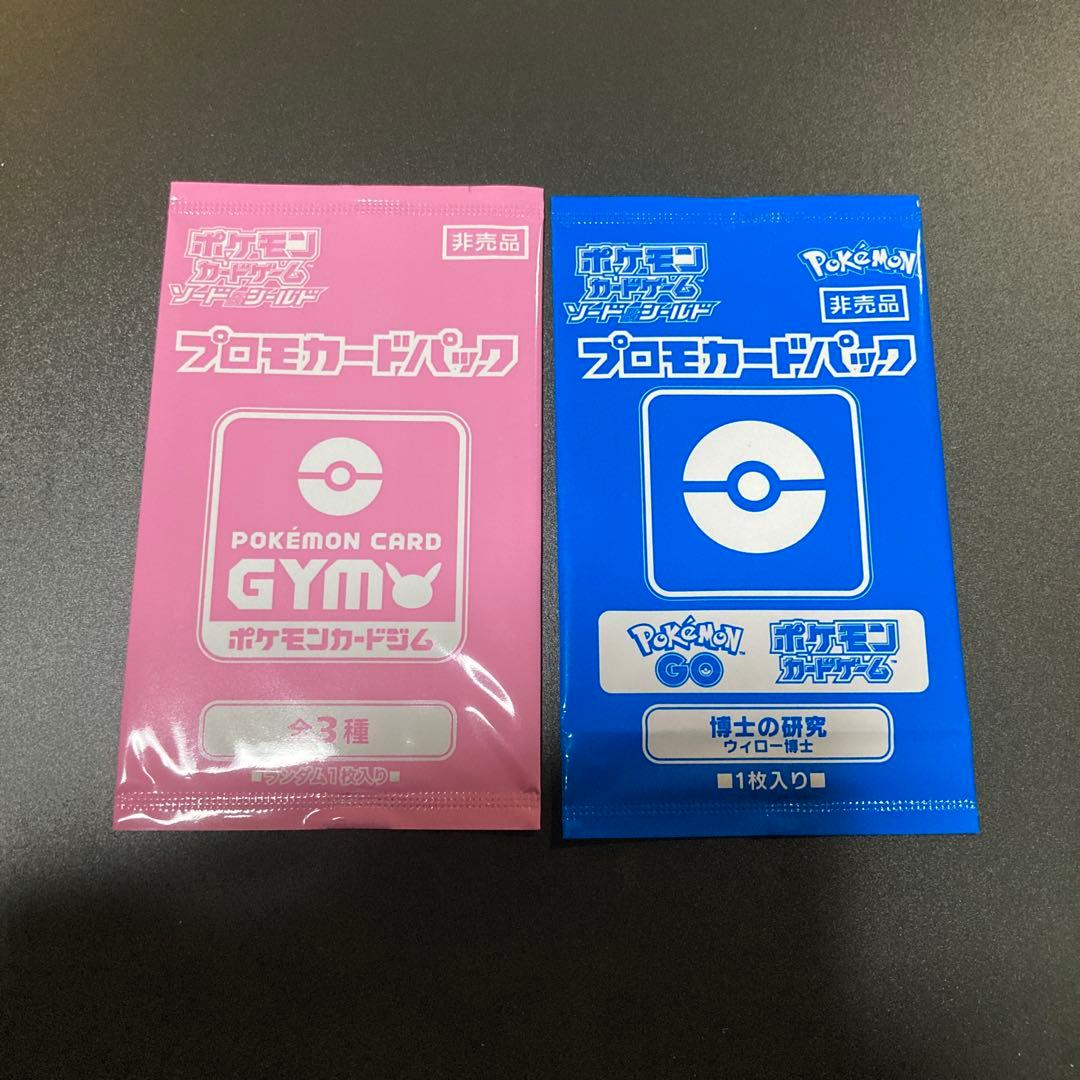 ポケモン
カードゲーム
ソード&シールド
非売品
プロモカードパック
POKÉMON CARD
GYM
ポケモンカードジム
全3種
■ランダム1枚入り■
ポケモン
カードゲーム
ソード&シールド
POKÉMON
非売品
プロモカードパック
POKÉMON
GO
ポケモン
カードゲーム
博士の研究
ウィロー博士
■1枚入り■